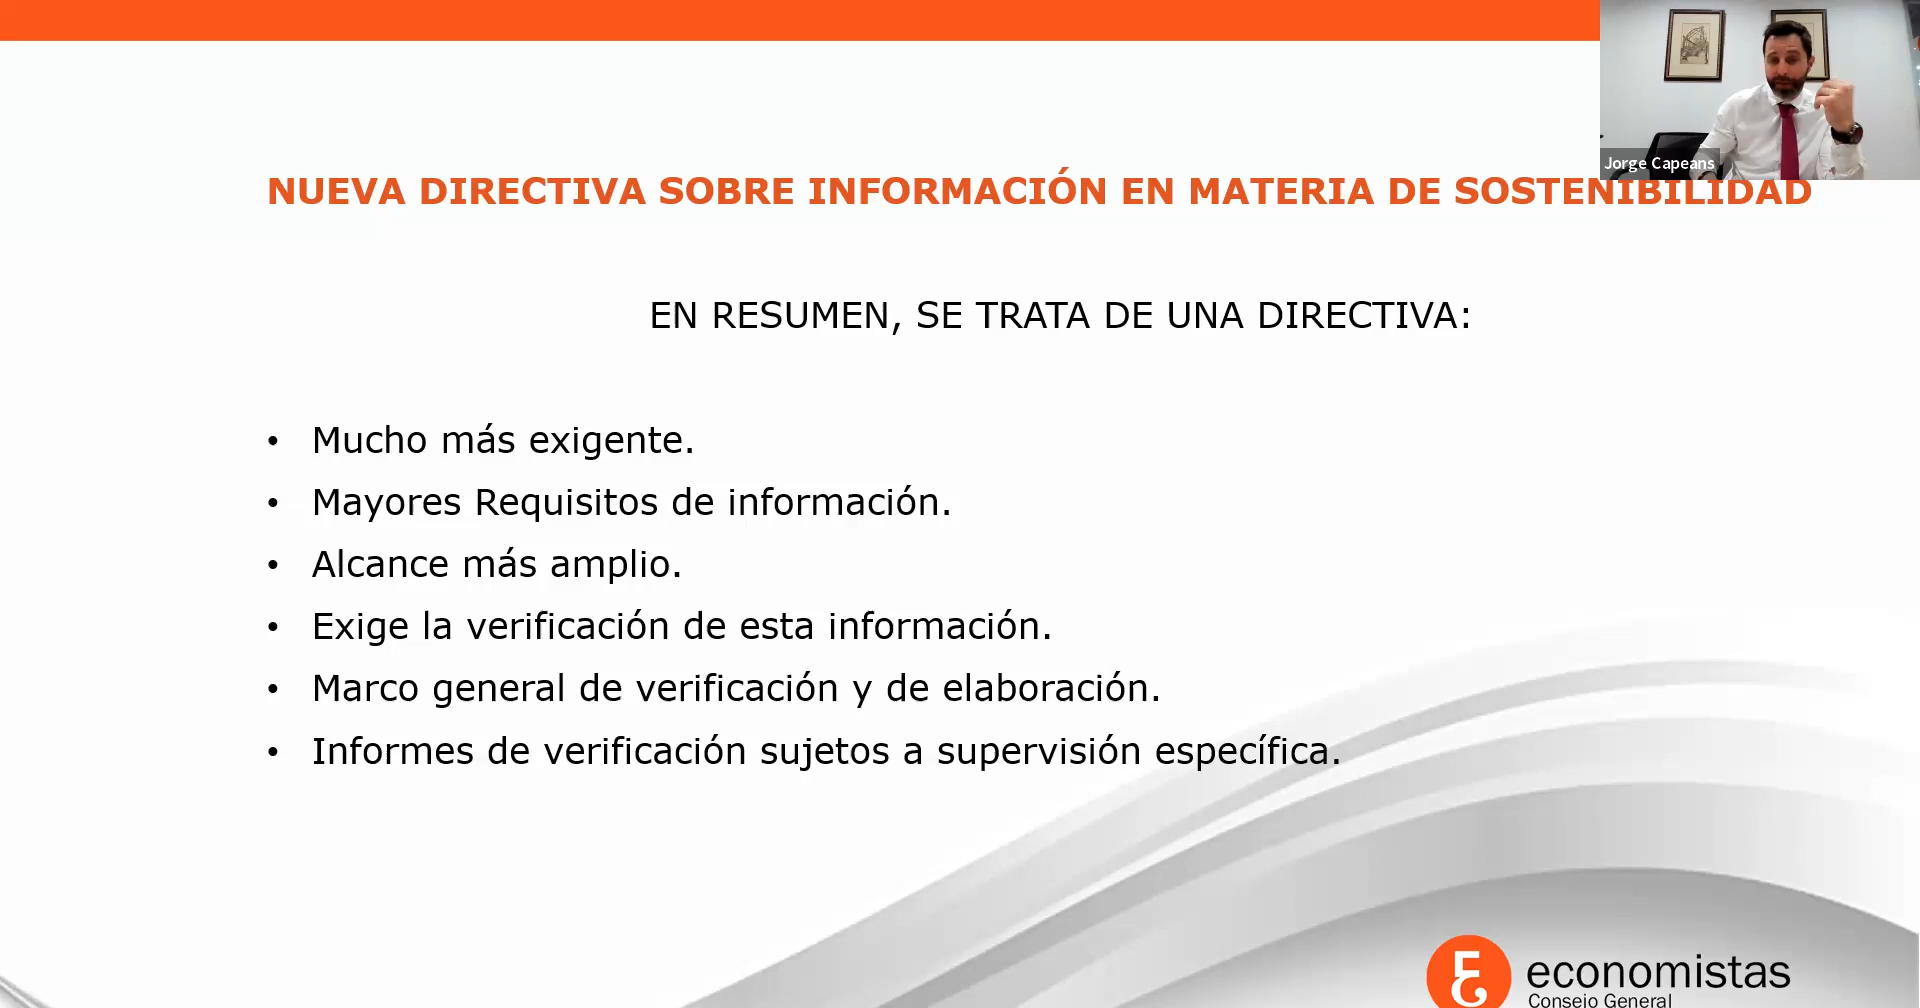 Jorge Capeans
NUEVA DIRECTIVA SOBRE INFORMACIÓN EN MATERIA DE SOSTENIBILIDAD
EN RESUMEN, SE TRATA DE UNA DIRECTIVA:
• Mucho más exigente.
• Mayores Requisitos de información.
• Alcance más amplio.
• Exige la verificación de esta información.
• Marco general de verificación y de elaboración.
• Informes de verificación sujetos a supervisión específica.
economistas
Consejo General